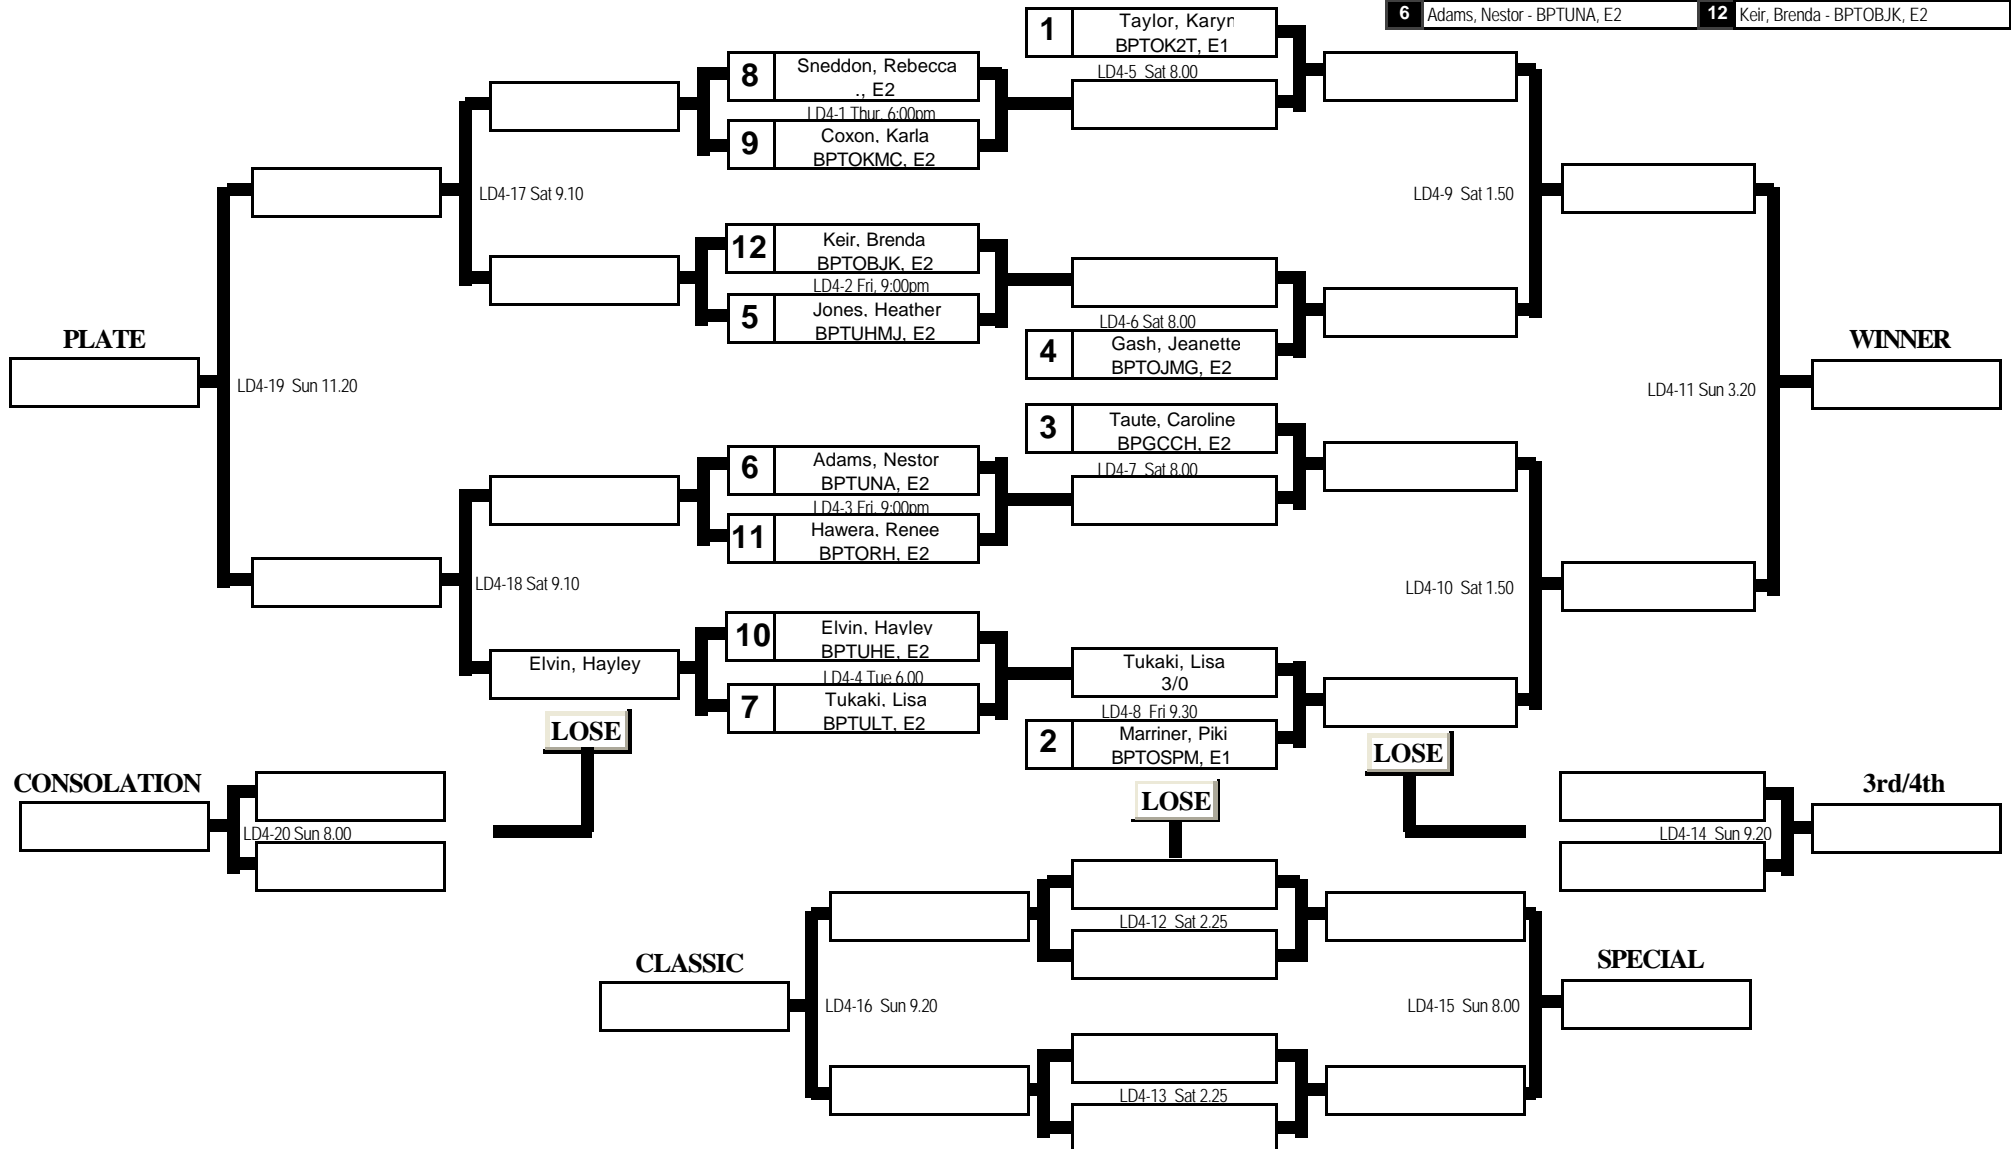 6 Adams, Nestor - BPTUNA, E2 12 Keir, Brenda - BPTOBJK, E2
1 Taylor, Karyn
BPTOK2T, E1
LD4-5 Sat 8.00
8 Sneddon, Rebecca
., E2
LD4-1 Thur, 6:00pm
9 Coxon, Karla
BPTOKMC, E2
LD4-17 Sat 9.10
LD4-9 Sat 1.50
12 Keir, Brenda
BPTOBJK, E2
LD4-2 Fri, 9:00pm
5 Jones, Heather
BPTUHMJ, E2
LD4-6 Sat 8.00
4 Gash, Jeanette
BPTOJMG, E2
PLATE
WINNER
LD4-19 Sun 11.20
LD4-11 Sun 3.20
3 Taute, Caroline
BPGCCH, E2
LD4-7 Sat 8.00
6 Adams, Nestor
BPTUNA, E2
LD4-3 Fri, 9:00pm
11 Hawera, Renee
BPTORH, E2
LD4-18 Sat 9.10
LD4-10 Sat 1.50
10 Elvin, Hayley
BPTUHE, E2
LD4-4 Tue 6.00
7 Tukaki, Lisa
BPTULT, E2
Elvin, Hayley
Tukaki, Lisa
3/0
LD4-8 Fri 9.30
2 Marriner, Piki
BPTOSPM, E1
LOSE
LOSE
LOSE
CONSOLATION
LD4-20 Sun 8.00
3rd/4th
LD4-14 Sun 9.20
LD4-12 Sat 2.25
CLASSIC
SPECIAL
LD4-16 Sun 9.20
LD4-15 Sun 8.00
LD4-13 Sat 2.25